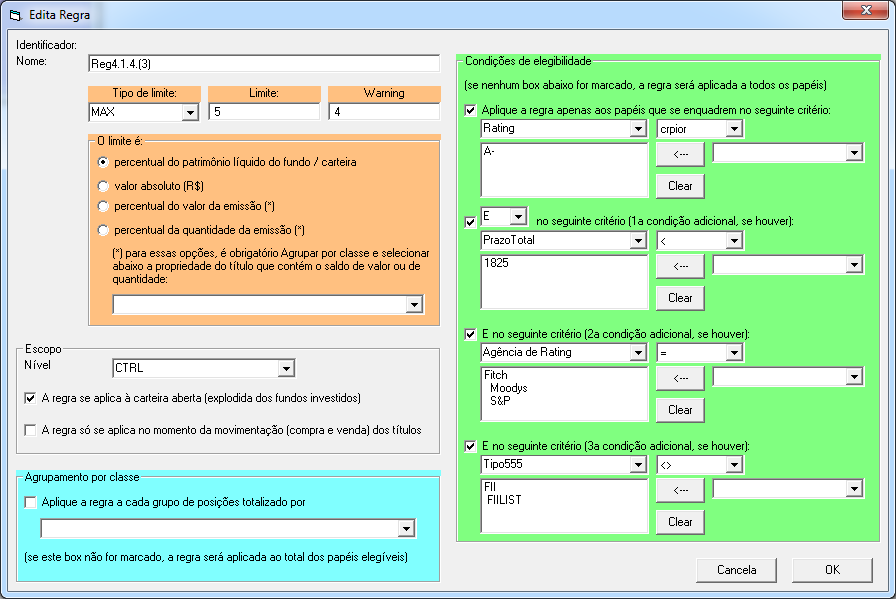 Edita Regra
Identificador:
Nome:
Reg4.1.4.(3)
Tipo de limite:
Limite:
Warning
MAX
5
4
O limite é:
percentual do patrimônio líquido do fundo / carteira
valor absoluto (R$)
percentual do valor da emissão (*)
percentual da quantidade da emissão (*)
(*) para essas opções, é obrigatório Agrupar por classe e selecionar
abaixo a propriedade do título que contém o saldo de valor ou de
quantidade:
Escopo
Nível
CTRL
A regra se aplica à carteira aberta (explodida dos fundos investidos)
A regra só se aplica no momento da movimentação (compra e venda) dos títulos
Agrupamento por classe
Aplique a regra a cada grupo de posições totalizado por
(se este box não for marcado, a regra será aplicada ao total dos papéis elegíveis)
Condições de elegibilidade
(se nenhum box abaixo for marcado, a regra será aplicada a todos os papéis)
Aplique a regra apenas aos papéis que se enquadrem no seguinte critério:
Rating
crpior
A-
<---
Clear
E
no seguinte critério (1a condição adicional, se houver):
PrazoTotal
<
1825
<---
Clear
E no seguinte critério (2a condição adicional, se houver):
Agência de Rating
=
Fitch
Moodys
S&P
<---
Clear
E no seguinte critério (3a condição adicional, se houver):
Tipo555
<>
FII
FIILIST
<---
Clear
Cancela
OK